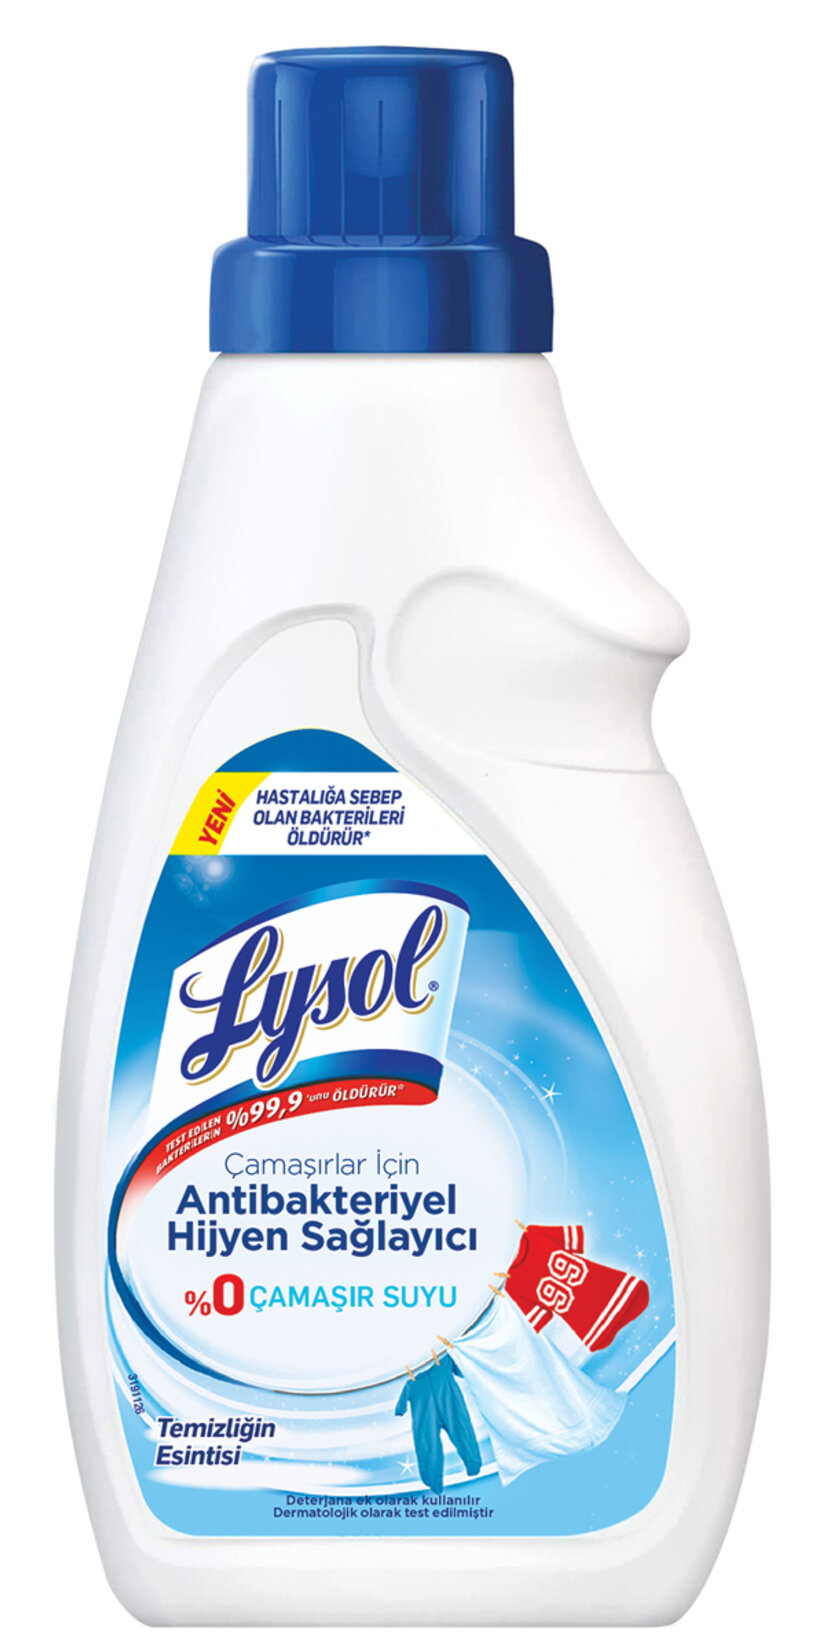 YENİ
HASTALIĞA SEBEP
OLAN BAKTERİLERİ
ÖLDÜRÜR*
Lysol®
TEST EDİLEN
BAKTERİLERİN %99,9 'unu ÖLDÜRÜR*
Çamaşırlar İçin
Antibakteriyel
Hijyen Sağlayıcı
%0 ÇAMAŞIR SUYU
99
3191126
Temizliğin
Esintisi
Deterjana ek olarak kullanılır
Dermatolojik olarak test edilmiştir